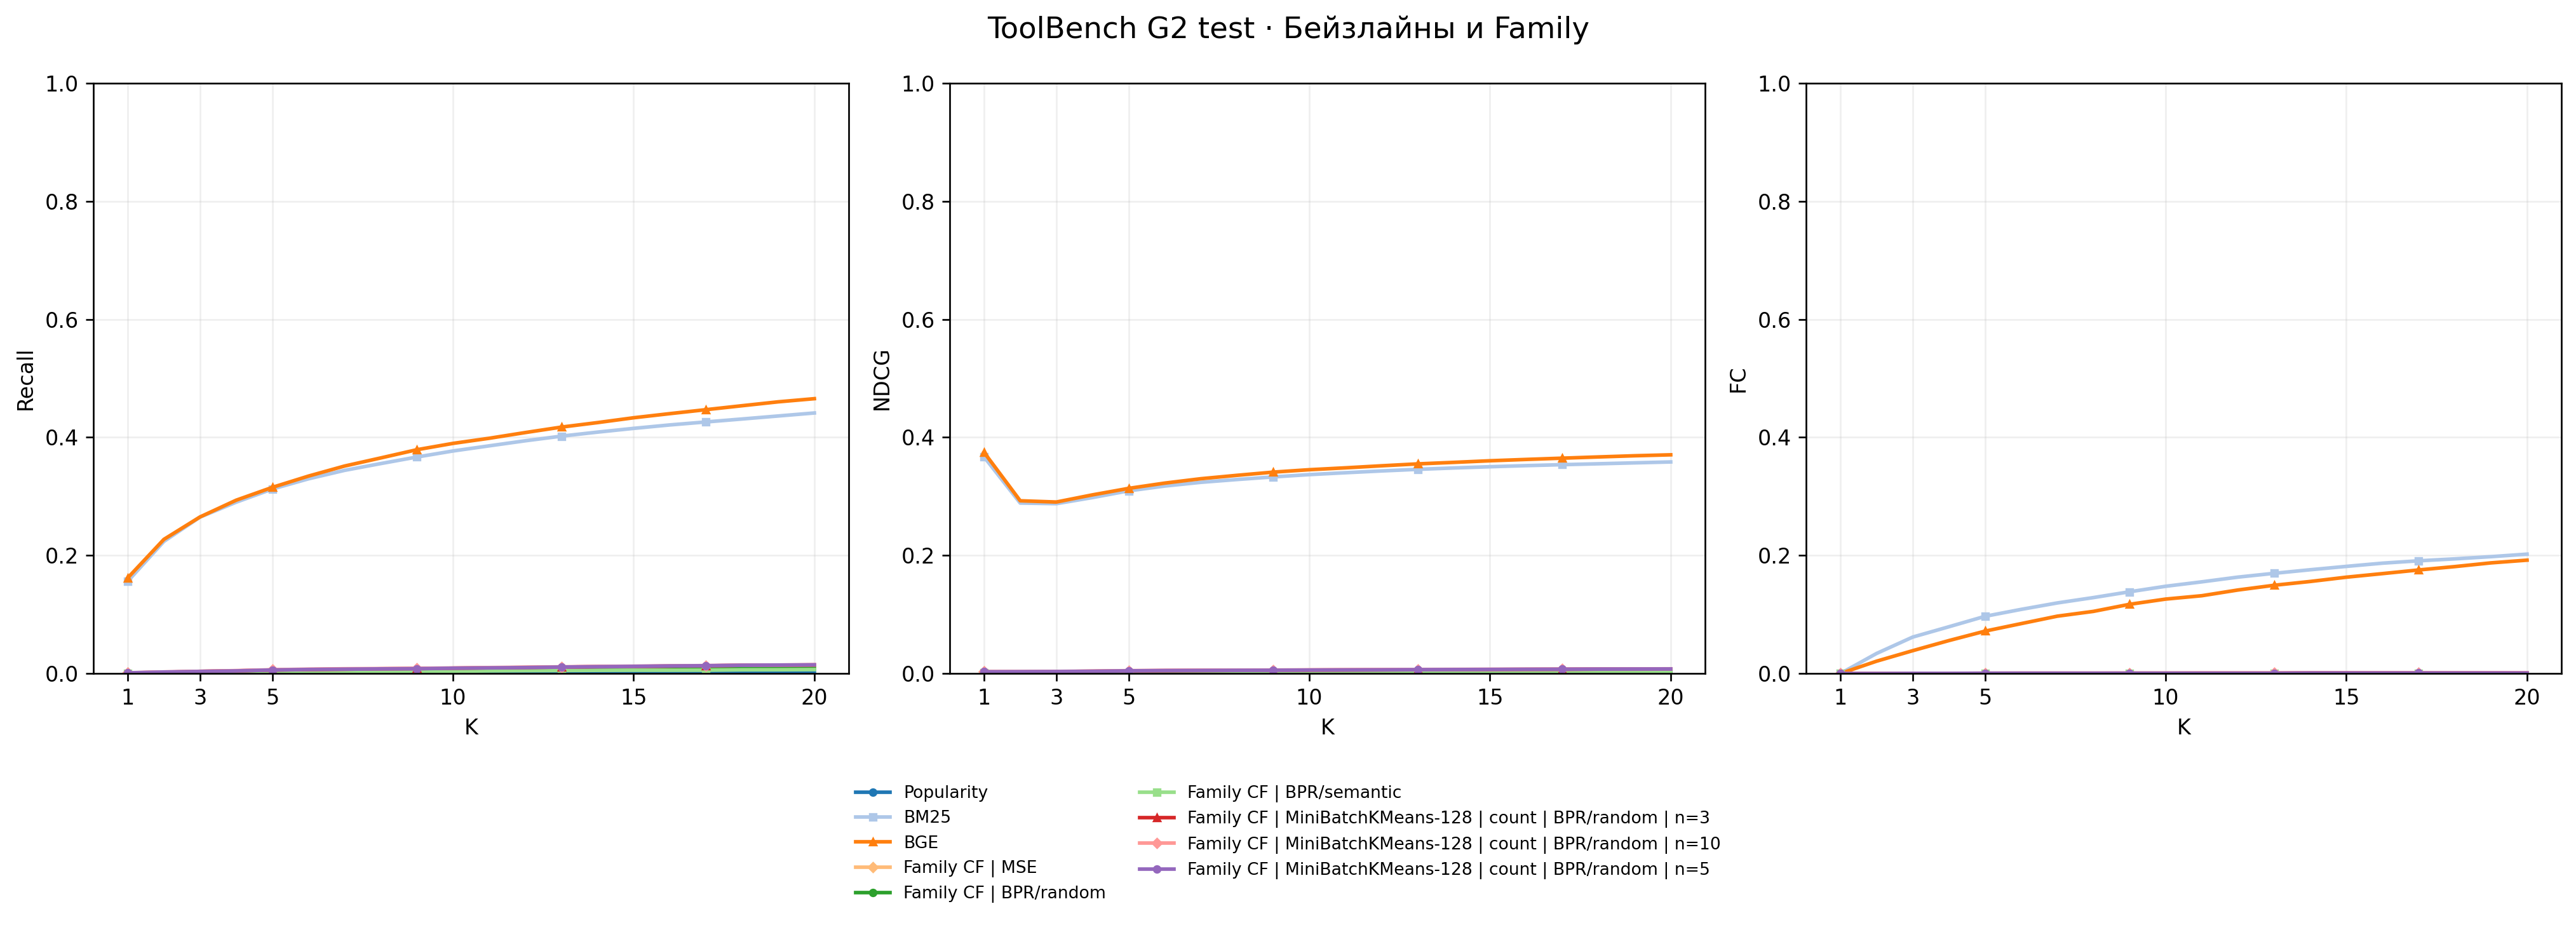 ToolBench G2 test · Бейзлайны и Family
1.0
0.8
0.6
0.4
0.2
0.0
Recall
1 3 5 10 15 20
K
1.0
0.8
0.6
0.4
0.2
0.0
NDCG
1 3 5 10 15 20
K
1.0
0.8
0.6
0.4
0.2
0.0
FC
1 3 5 10 15 20
K
Popularity
BM25
BGE
Family CF | MSE
Family CF | BPR/random
Family CF | BPR/semantic
Family CF | MiniBatchKMeans-128 | count | BPR/random | n=3
Family CF | MiniBatchKMeans-128 | count | BPR/random | n=10
Family CF | MiniBatchKMeans-128 | count | BPR/random | n=5